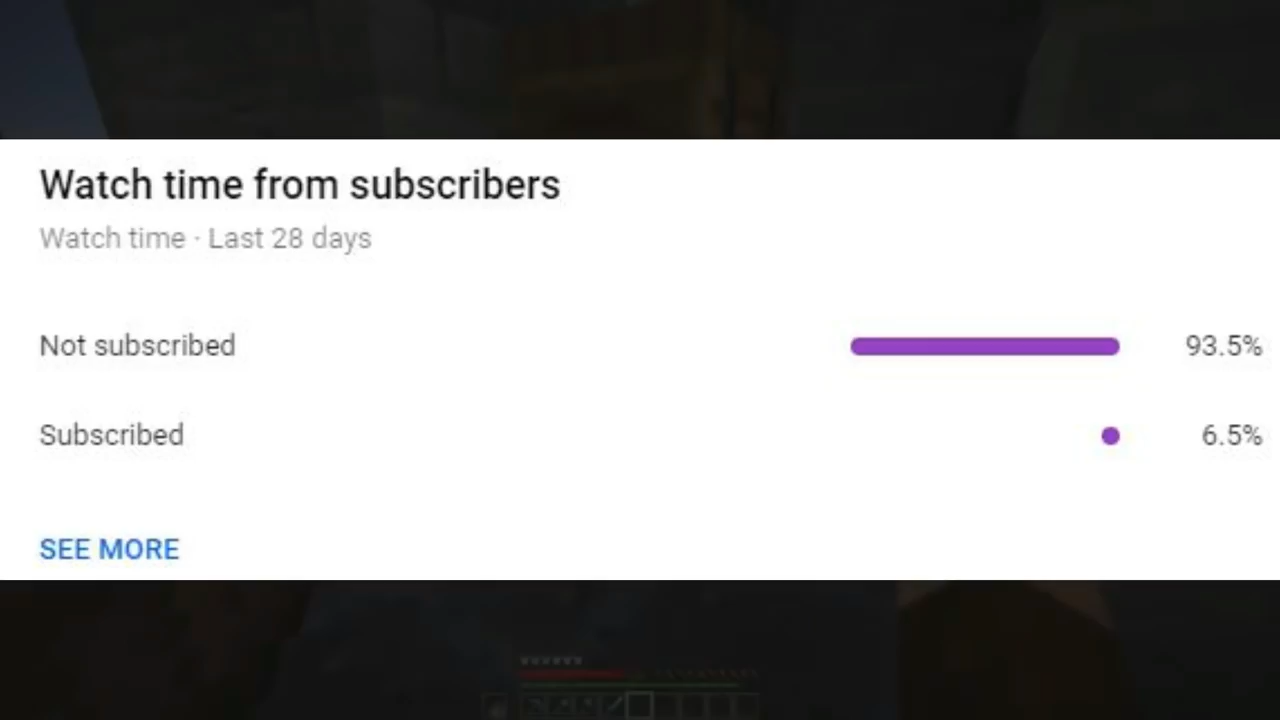 Watch time from subscribers
Watch time · Last 28 days
Not subscribed 93.5%
Subscribed 6.5%
SEE MORE